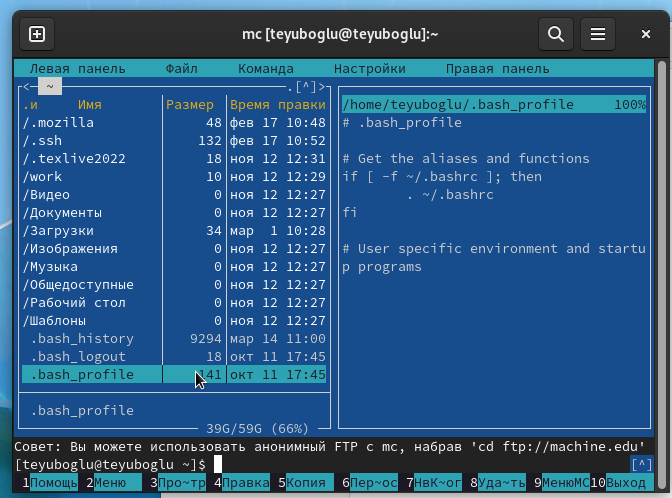 mc [teyuboglu@teyuboglu]:~
Левая панель Файл Команда Настройки Правая панель
<─ ~ .[^]>
.и Имя Размер Время правки
/.mozilla 48 фев 17 10:48
/.ssh 132 фев 17 10:52
/.texlive2022 18 ноя 12 12:31
/work 10 ноя 12 12:29
/Видео 0 ноя 12 12:27
/Документы 0 ноя 12 12:27
/Загрузки 34 мар 1 10:28
/Изображения 0 ноя 12 12:27
/Музыка 0 ноя 12 12:27
/Общедоступные 0 ноя 12 12:27
/Рабочий стол 0 ноя 12 12:27
/Шаблоны 0 ноя 12 12:27
.bash_history 9294 мар 14 11:00
.bash_logout 18 окт 11 17:45
.bash_profile 141 окт 11 17:45
.bash_profile
39G/59G (66%)
/home/teyuboglu/.bash_profile 100%
# .bash_profile
# Get the aliases and functions
if [ -f ~/.bashrc ]; then
. ~/.bashrc
fi
# User specific environment and startu
p programs
Совет: Вы можете использовать анонимный FTP с mc, набрав 'cd ftp://machine.edu'
[teyuboglu@teyuboglu ~]$ [^]
1Помощь 2Меню 3Про~тр 4Правка 5Копия 6Пер~ос 7НвК~ог 8Уда~ть 9МенюMC 10Выход